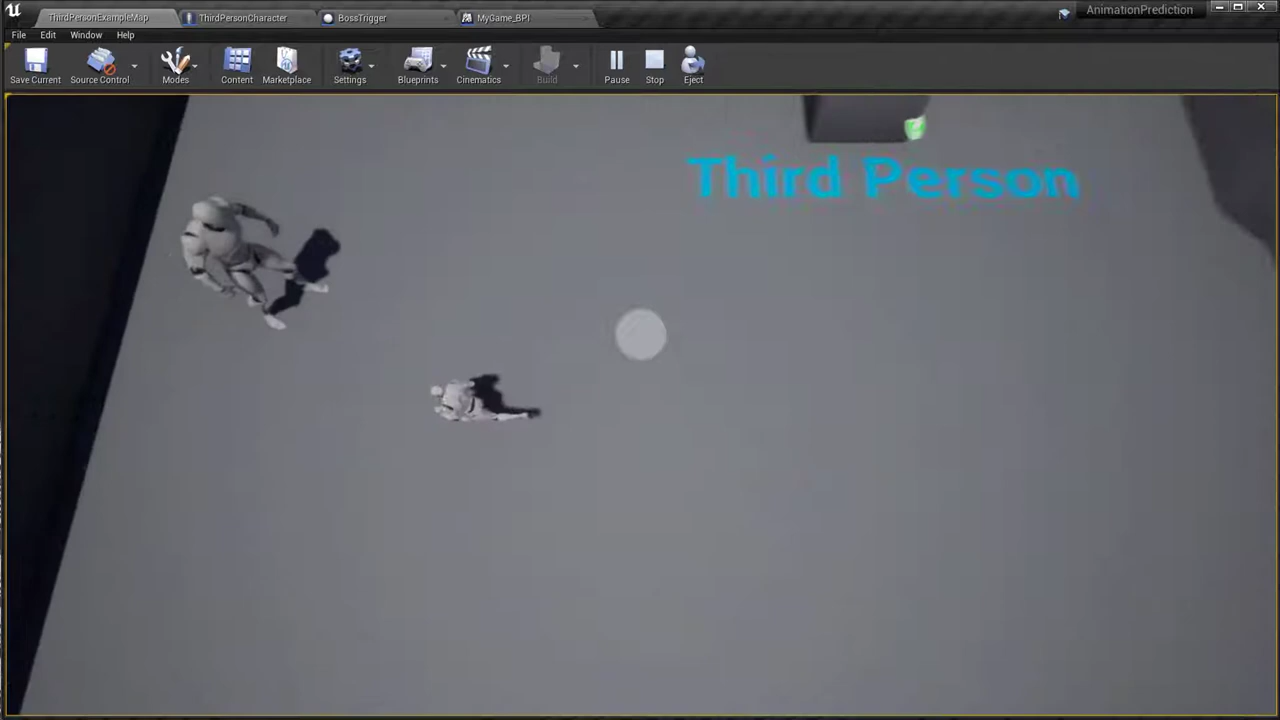 ThirdPersonExampleMap
ThirdPersonCharacter
BossTrigger
MyGame_BPI
AnimationPrediction
File
Edit
Window
Help
Save Current
Source Control
Modes
Content
Marketplace
Settings
Blueprints
Cinematics
Build
Pause
Stop
Eject
Third Person